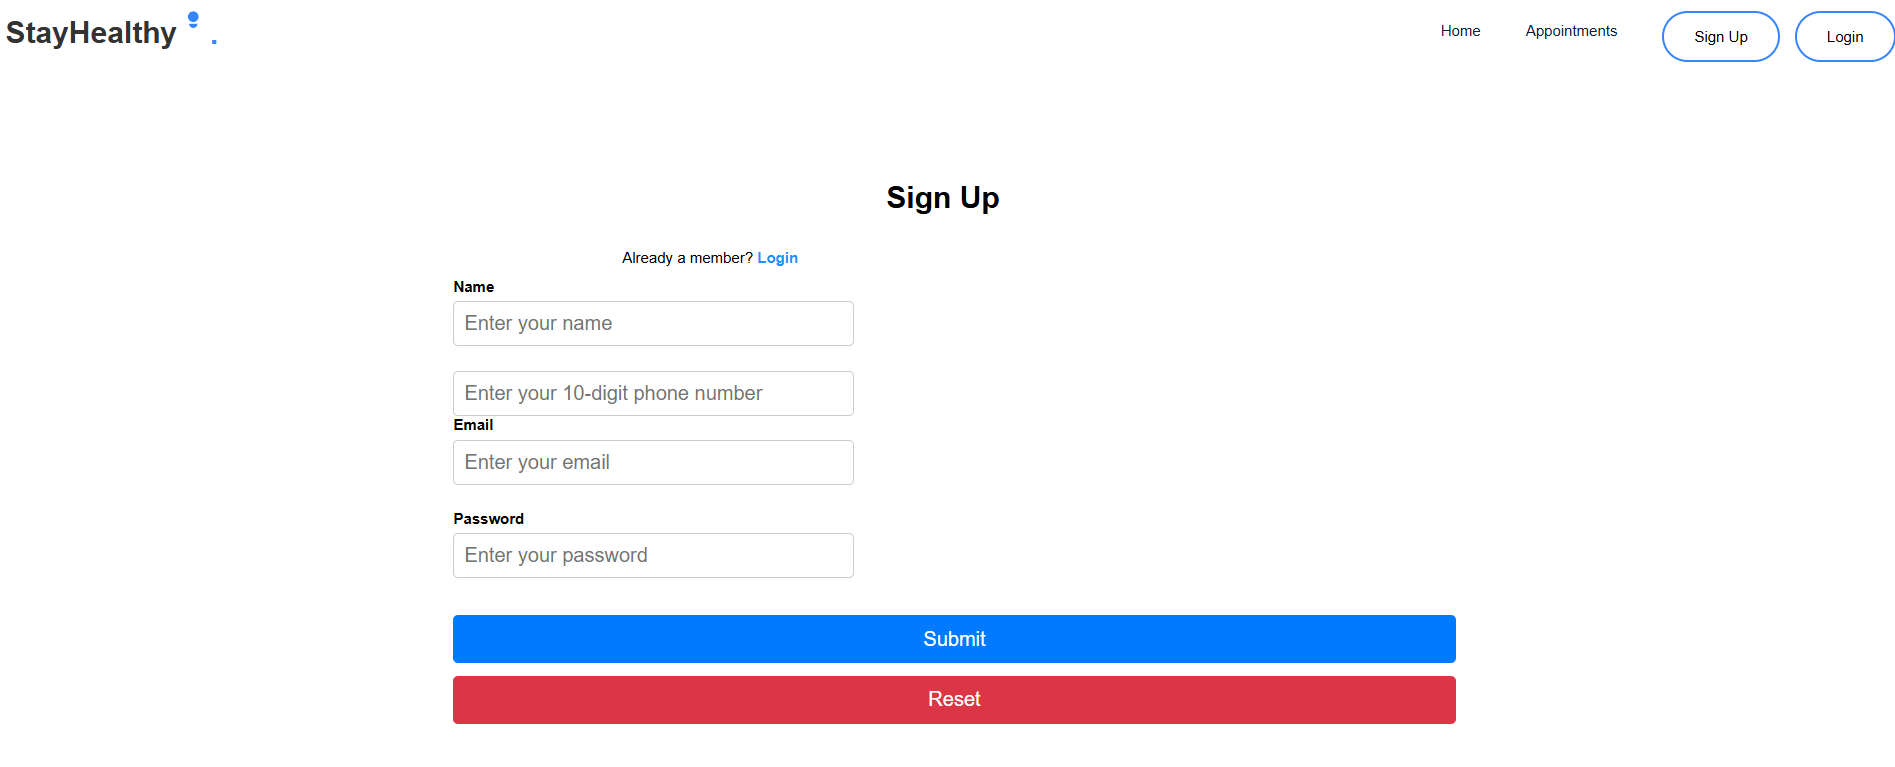 StayHealthy .
Home Appointments Sign Up Login
Sign Up
Already a member? Login
Name
Enter your name
Enter your 10-digit phone number
Email
Enter your email
Password
Enter your password
Submit
Reset